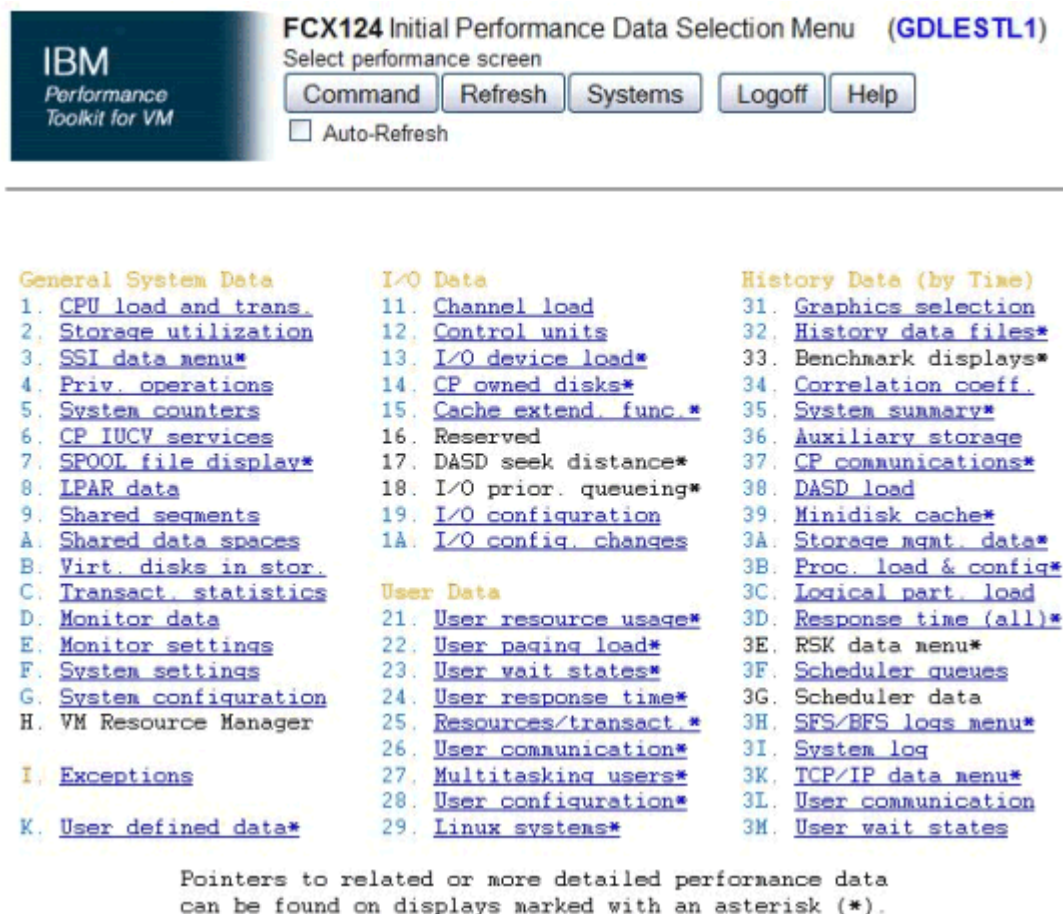 IBM
Performance
Toolkit for VM
FCX124 Initial Performance Data Selection Menu (GDLESTL1)
Select performance screen
Command Refresh Systems Logoff Help
Auto-Refresh
General System Data
1. CPU load and trans.
2. Storage utilization
3. SSI data menu*
4. Priv. operations
5. System counters
6. CP IUCV services
7. SPOOL file display*
8. LPAR data
9. Shared segments
A. Shared data spaces
B. Virt. disks in stor.
C. Transact. statistics
D. Monitor data
E. Monitor settings
F. System settings
G. System configuration
H. VM Resource Manager
I. Exceptions
K. User defined data*
I/O Data
11. Channel load
12. Control units
13. I/O device load*
14. CP owned disks*
15. Cache extend. func.*
16. Reserved
17. DASD seek distance*
18. I/O prior. queueing*
19. I/O configuration
1A. I/O config. changes
User Data
21. User resource usage*
22. User paging load*
23. User wait states*
24. User response time*
25. Resources/transact.*
26. User communication*
27. Multitasking users*
28. User configuration*
29. Linux systems*
History Data (by Time)
31. Graphics selection
32. History data files*
33. Benchmark displays*
34. Correlation coeff.
35. System summary*
36. Auxiliary storage
37. CP communications*
38. DASD load
39. Minidisk cache*
3A. Storage mgmt. data*
3B. Proc. load & config*
3C. Logical part. load
3D. Response time (all)*
3E. RSK data menu*
3F. Scheduler queues
3G. Scheduler data
3H. SFS/BFS logs menu*
3I. System log
3K. TCP/IP data menu*
3L. User communication
3M. User wait states
Pointers to related or more detailed performance data
can be found on displays marked with an asterisk (*).